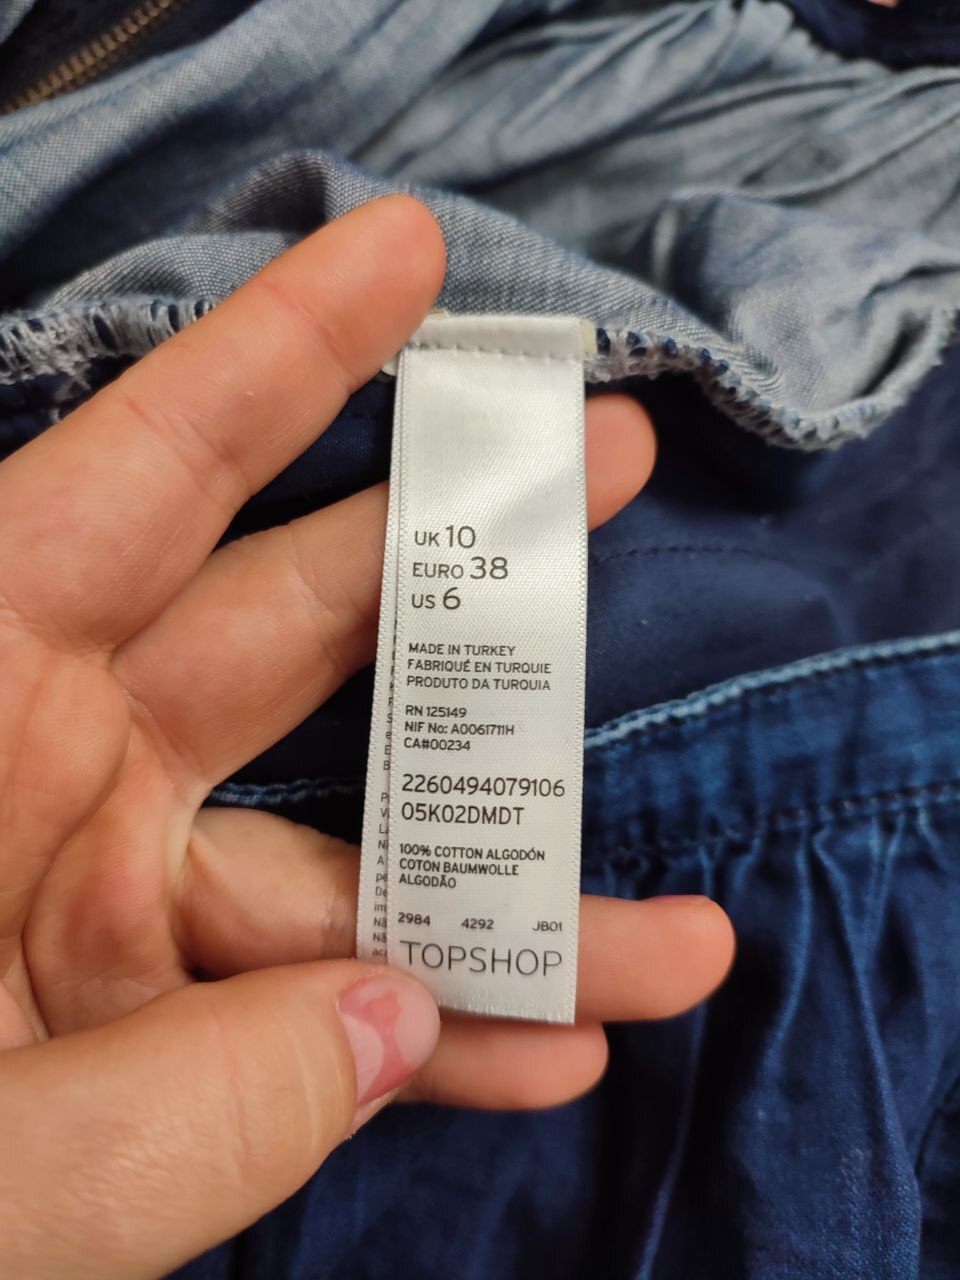 UK 10
EURO 38
US 6
MADE IN TURKEY
FABRIQUÉ EN TURQUIE
PRODUTO DA TURQUIA
RN 125149
NIF No: A0061711H
CA#00234
2260494079106
05K02DMDT
100% COTTON ALGODÓN
COTON BAUMWOLLE
ALGODÃO
2984 4292 JB01
TOPSHOP